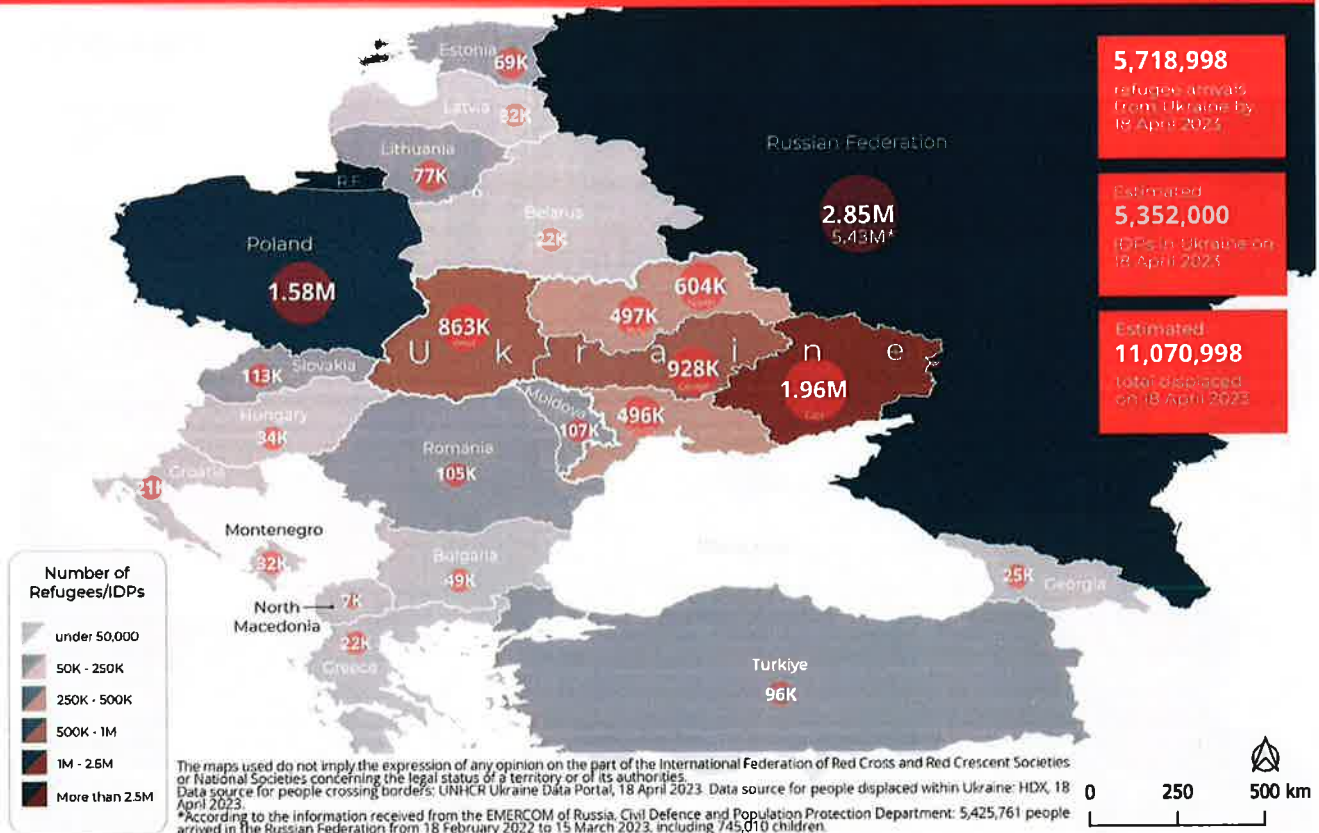 Estonia
69K
Latvia
32K
Lithuania
77K
R.F.
Belarus
22K
Russian Federation
2.85M
5.43M*
Poland
1.58M
5,718,998
refugee arrivals
from Ukraine by
18 April 2023
Estimated
5,352,000
IDPs in Ukraine on
18 April 2023
Estimated
11,070,998
total displaced
on 18 April 2023
604K
North
497K
863K
West
Ukraine
928K
Center
1.96M
East
496K
Slovakia
113K
Hungary
34K
Moldova
107K
Romania
105K
Croatia
21K
Montenegro
32K
Bulgaria
49K
North
Macedonia
7K
22K
Greece
25K
Georgia
Turkiye
96K
Number of
Refugees/IDPs
under 50,000
50K - 250K
250K - 500K
500K - 1M
1M - 2.5M
More than 2.5M
The maps used do not imply the expression of any opinion on the part of the International Federation of Red Cross and Red Crescent Societies
or National Societies concerning the legal status of a territory or of its authorities.
Data source for people crossing borders: UNHCR Ukraine Data Portal, 18 April 2023. Data source for people displaced within Ukraine: HDX, 18
April 2023.
*According to the information received from the EMERCOM of Russia, Civil Defence and Population Protection Department: 5,425,761 people
arrived in the Russian Federation from 18 February 2022 to 15 March 2023, including 745,010 children.
0 250 500 km